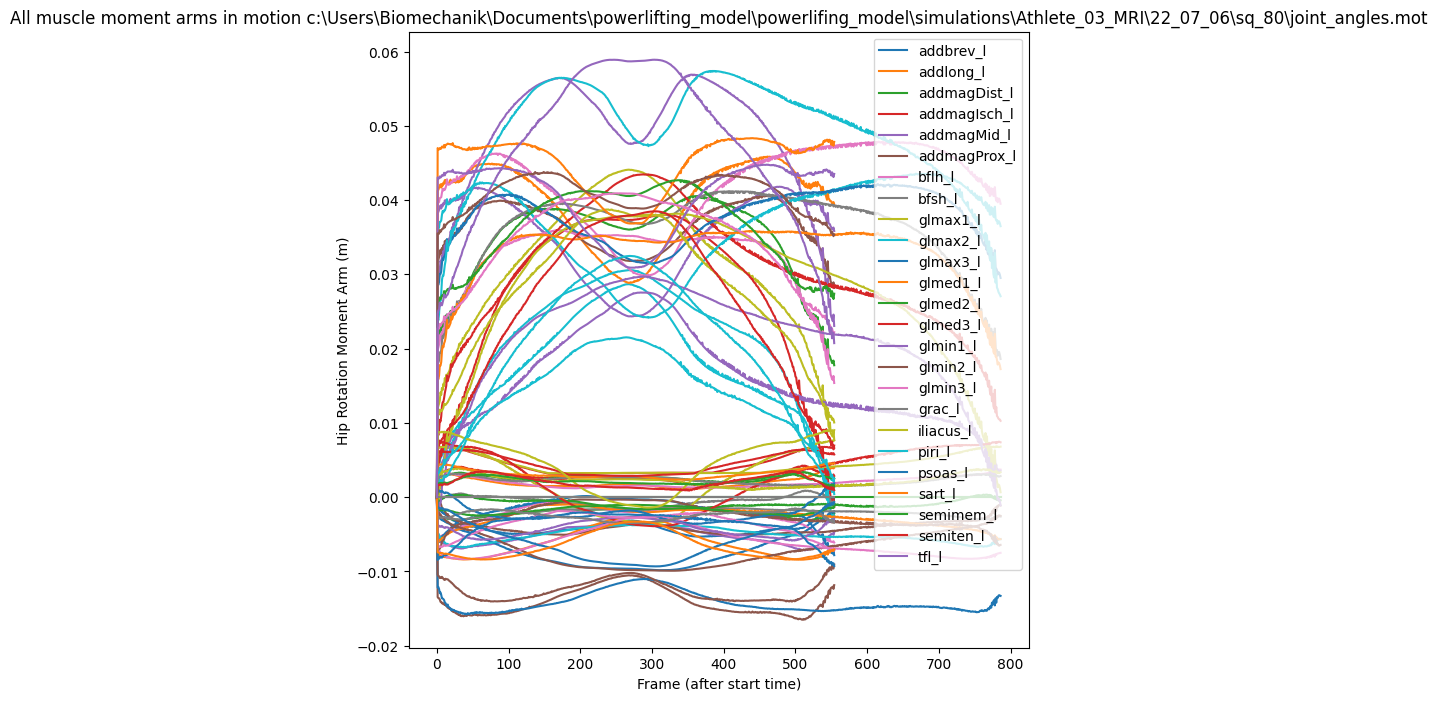 All muscle moment arms in motion c:\Users\Biomechanik\Documents\powerlifting_model\powerlifing_model\simulations\Athlete_03_MRI\22_07_06\sq_80\joint_angles.mot
0.06
0.05
0.04
0.03
0.02
0.01
0.00
−0.01
−0.02
Hip Rotation Moment Arm (m)
0 100 200 300 400 500 600 700 800
Frame (after start time)
addbrev_l
addlong_l
addmagDist_l
addmagIsch_l
addmagMid_l
addmagProx_l
bflh_l
bfsh_l
glmax1_l
glmax2_l
glmax3_l
glmed1_l
glmed2_l
glmed3_l
glmin1_l
glmin2_l
glmin3_l
grac_l
iliacus_l
piri_l
psoas_l
sart_l
semimem_l
semiten_l
tfl_l